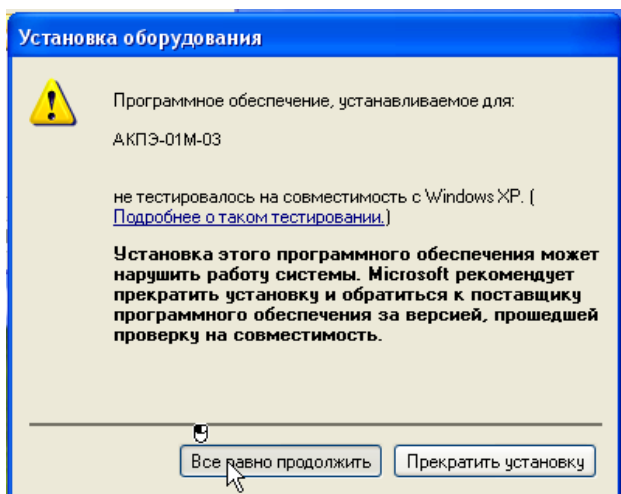 Установка оборудования
Программное обеспечение, устанавливаемое для:
АКПЭ-01М-03
не тестировалось на совместимость с Windows XP. (
Подробнее о таком тестировании.)
Установка этого программного обеспечения может
нарушить работу системы. Microsoft рекомендует
прекратить установку и обратиться к поставщику
программного обеспечения за версией, прошедшей
проверку на совместимость.
Все равно продолжить
Прекратить установку